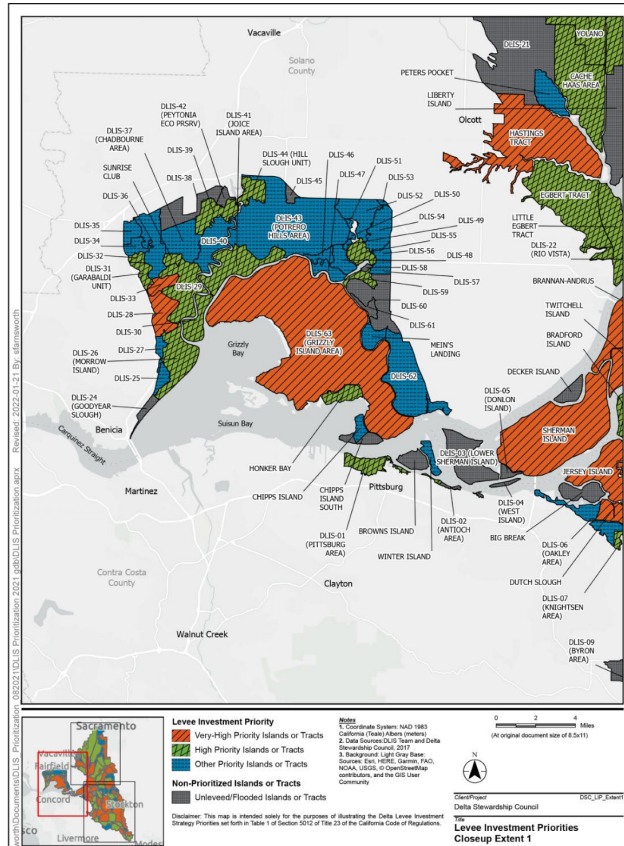 Vacaville
Solano
County
DLIS-21
YOLANO
PETERS POCKET
CACHE
HAAS AREA
LIBERTY
ISLAND
Olcott
HASTINGS
TRACT
EGBERT TRACT
LITTLE
EGBERT
TRACT
DLIS-22
(RIO VISTA)
BRANNAN-ANDRUS
TWITCHELL
ISLAND
BRADFORD
ISLAND
DECKER ISLAND
DLIS-42
(PEYTONIA
ECO PRSRV)
DLIS-41
(JOICE
ISLAND AREA)
DLIS-37
(CHADBOURNE
AREA)
DLIS-39
DLIS-38
DLIS-44 (HILL
SLOUGH UNIT)
DLIS-46
DLIS-45
DLIS-47
DLIS-51
DLIS-53
DLIS-52
DLIS-50
DLIS-54
DLIS-49
DLIS-55
DLIS-56
DLIS-48
DLIS-58
DLIS-57
DLIS-59
DLIS-60
DLIS-61
SUNRISE
CLUB
DLIS-36
DLIS-35
DLIS-34
DLIS-32
DLIS-31
(GARABALDI
UNIT)
DLIS-33
DLIS-28
DLIS-30
DLIS-40
DLIS-43
(POTRERO
HILLS AREA)
DLIS-29
DLIS-26
(MORROW
ISLAND)
DLIS-27
DLIS-25
DLIS-24
(GOODYEAR
SLOUGH)
Grizzly
Bay
DLIS-63
(GRIZZLY
ISLAND AREA)
MEIN'S
LANDING
DLIS-62
DLIS-05
(DONLON
ISLAND)
Benicia
Suisun Bay
Carquinez Straight
SHERMAN
ISLAND
Martinez
HONKER BAY
CHIPPS ISLAND
CHIPPS
ISLAND
SOUTH
Pittsburg
DLIS-03 (LOWER
SHERMAN ISLAND)
JERSEY ISLAND
DLIS-01
(PITTSBURG
AREA)
BROWNS ISLAND
WINTER ISLAND
DLIS-02
(ANTIOCH
AREA)
DLIS-04
(WEST
ISLAND)
BIG BREAK
DLIS-06
(OAKLEY
AREA)
DUTCH SLOUGH
DLIS-07
(KNIGHTSEN
AREA)
Contra Costa
County
Clayton
Walnut Creek
DLIS-09
(BYRON
AREA)
Revised: 2022-01-21 By: stamsworth
worth\Documents\DLIS_Prioritization_082021\DLIS Prioritization 2021 gdb\DLIS Prioritization.aprx
Sacramento
Vacaville
Fairfield
Concord
Stockton
Livermore
Modes
sco
Levee Investment Priority
Very-High Priority Islands or Tracts
High Priority Islands or Tracts
Other Priority Islands or Tracts
Non-Prioritized Islands or Tracts
Unleveed/Flooded Islands or Tracts
Notes
1. Coordinate System: NAD 1983
California (Teale) Albers (meters)
2. Data Sources:DLIS Team and Delta
Stewardship Council, 2017
3. Background: Light Gray Base:
Sources: Esri, HERE, Garmin, FAO,
NOAA, USGS, © OpenStreetMap
contributors, and the GIS User
Community
Disclaimer: This map is intended solely for the purposes of illustrating the Delta Levee Investment
Strategy Priorities set forth in Table 1 of Section 5012 of Title 23 of the California Code of Regulations.
0 2 4
Miles
(At original document size of 8.5x11)
N
Client/Project DSC_LIP_Extent1
Delta Stewardship Council
Title
Levee Investment Priorities
Closeup Extent 1